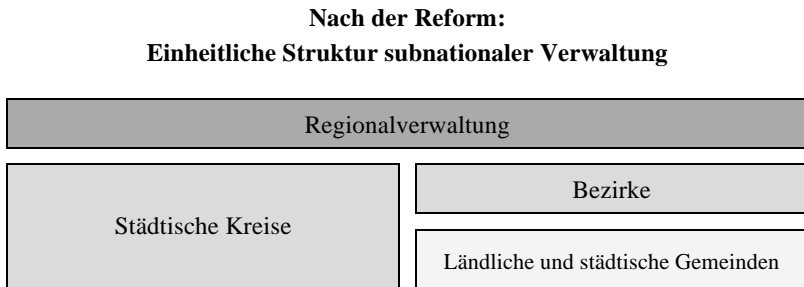 Nach der Reform:
Einheitliche Struktur subnationaler Verwaltung
Regionalverwaltung
Städtische Kreise
Bezirke
Ländliche und städtische Gemeinden